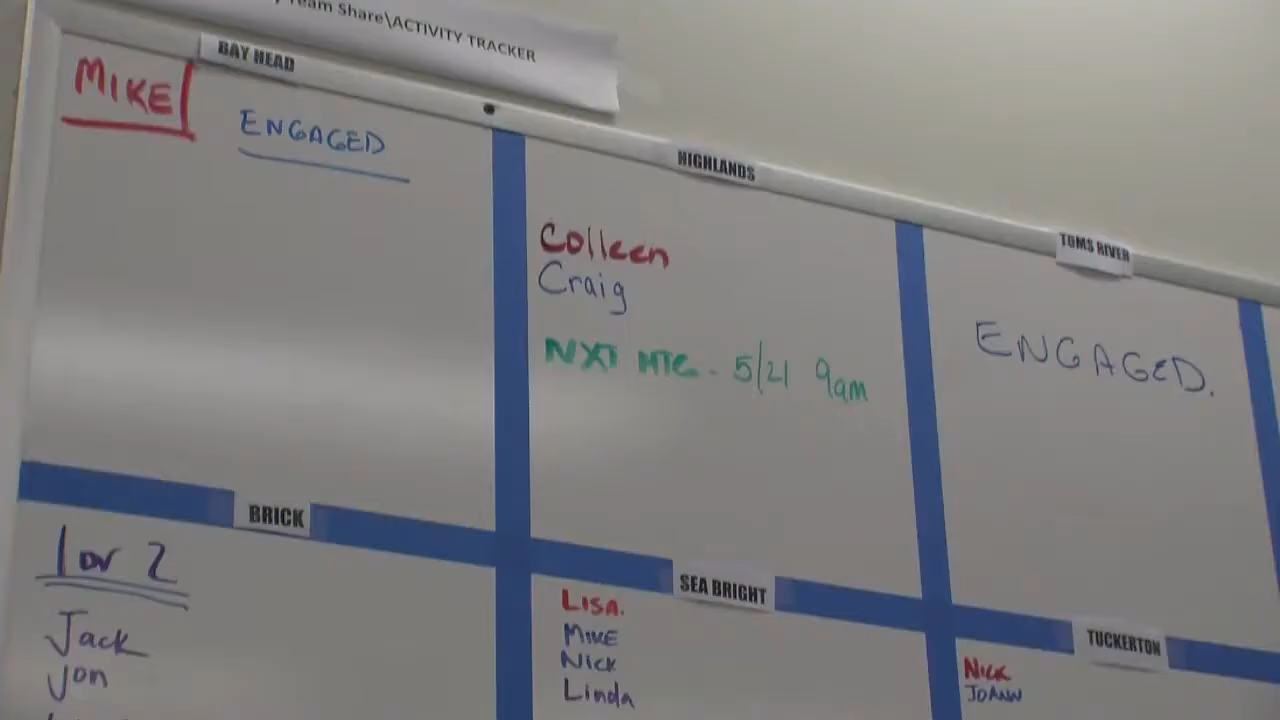 Team Share\ACTIVITY TRACKER
BAY HEAD
MIKE
ENGAGED
HIGHLANDS
Colleen
Craig
NXT MTG - 5/21 9am
TOMS RIVER
ENGAGED.
BRICK
1 or 2
Jack
Jon
SEA BRIGHT
LISA.
MIKE
NICK
Linda
TUCKERTON
NICK
JOANN